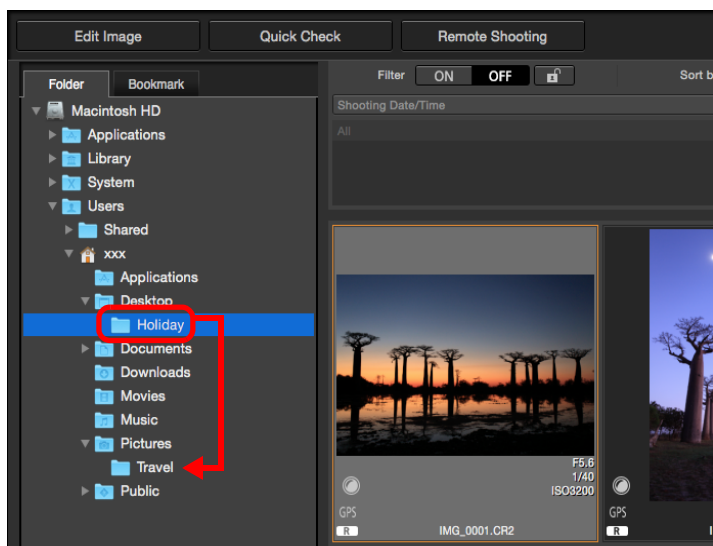 Edit Image
Quick Check
Remote Shooting
Folder
Bookmark
Macintosh HD
Applications
Library
System
Users
Shared
xxx
Applications
Desktop
Holiday
Documents
Downloads
Movies
Music
Pictures
Travel
Public
Filter ON OFF
Sort b
Shooting Date/Time
All
F5.6
1/40
ISO3200
GPS
R IMG_0001.CR2
GPS
R I